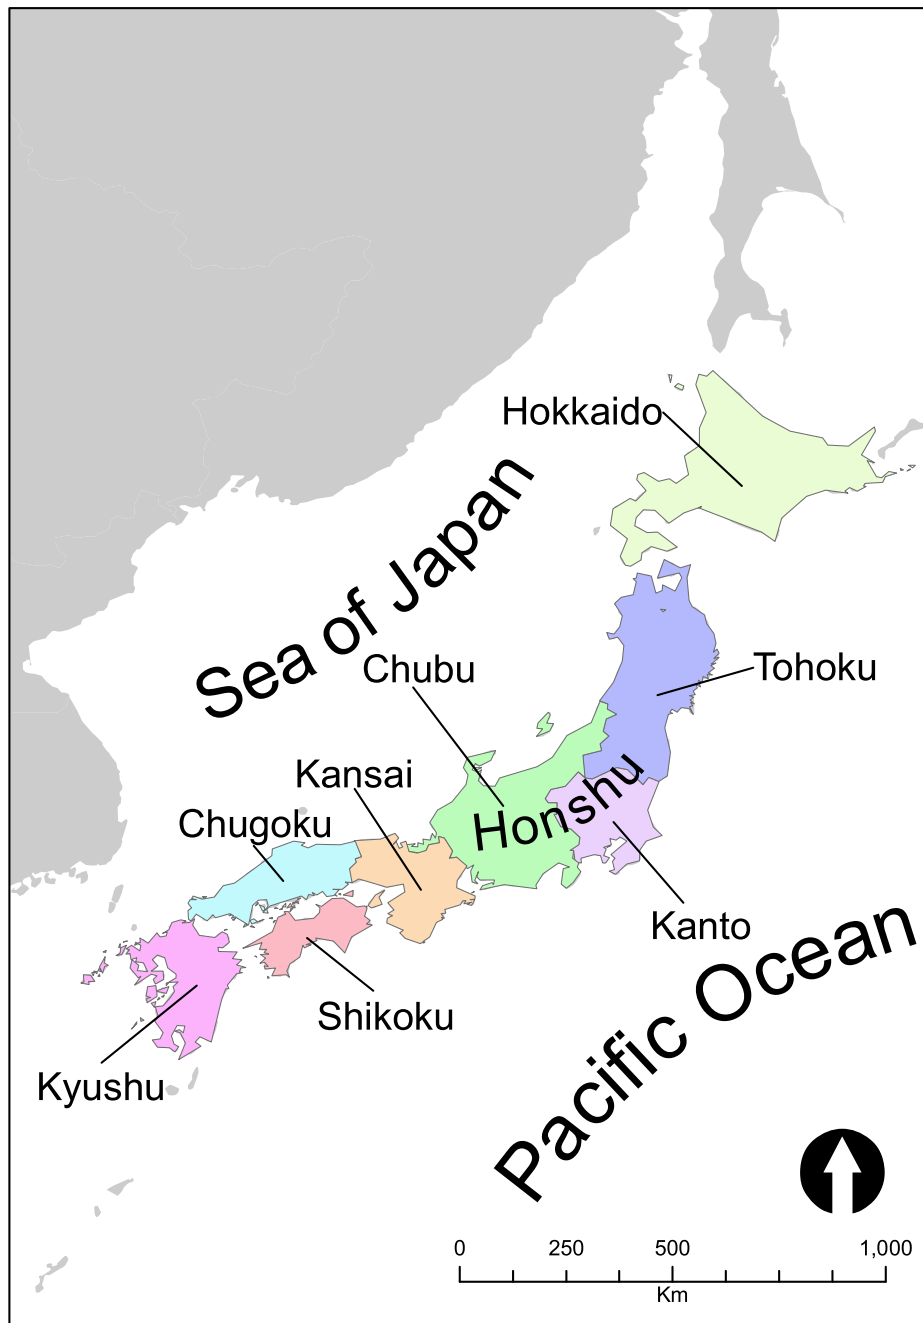 Hokkaido
Sea of Japan
Chubu
Tohoku
Kansai
Honshu
Chugoku
Kanto
Pacific Ocean
Shikoku
Kyushu
0 250 500 1,000
Km